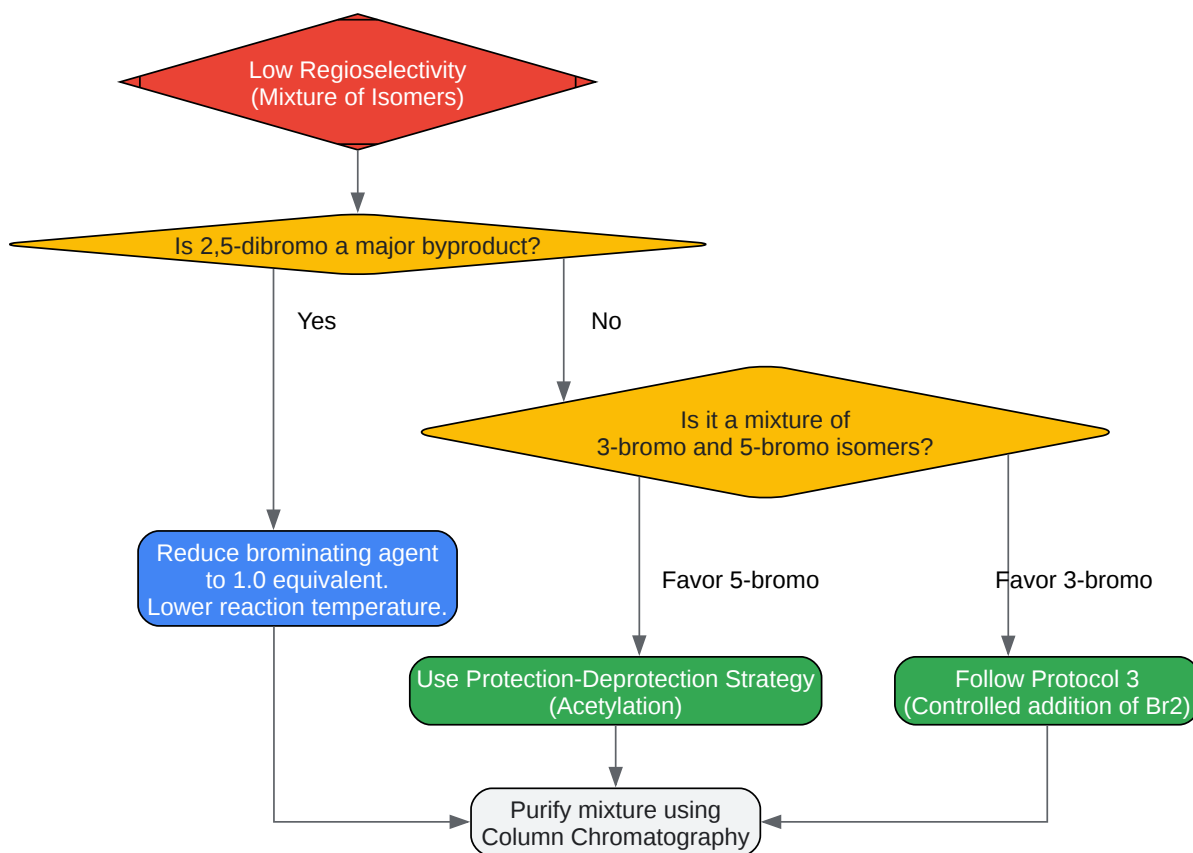 Low Regioselectivity
(Mixture of Isomers)
Is 2,5-dibromo a major byproduct?
Yes
No
Is it a mixture of
3-bromo and 5-bromo isomers?
Reduce brominating agent
to 1.0 equivalent.
Lower reaction temperature.
Favor 5-bromo
Favor 3-bromo
Use Protection-Deprotection Strategy
(Acetylation)
Follow Protocol 3
(Controlled addition of Br2)
Purify mixture using
Column Chromatography